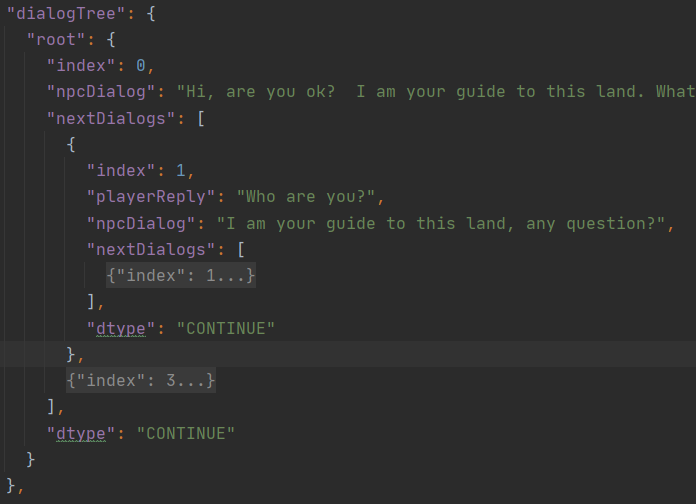 "dialogTree": {
"root": {
"index": 0,
"npcDialog": "Hi, are you ok?  I am your guide to this land. What
"nextDialogs": [
{
"index": 1,
"playerReply": "Who are you?",
"npcDialog": "I am your guide to this land, any question?",
"nextDialogs": [
{"index": 1...}
],
"dtype": "CONTINUE"
},
{"index": 3...}
],
"dtype": "CONTINUE"
}
},